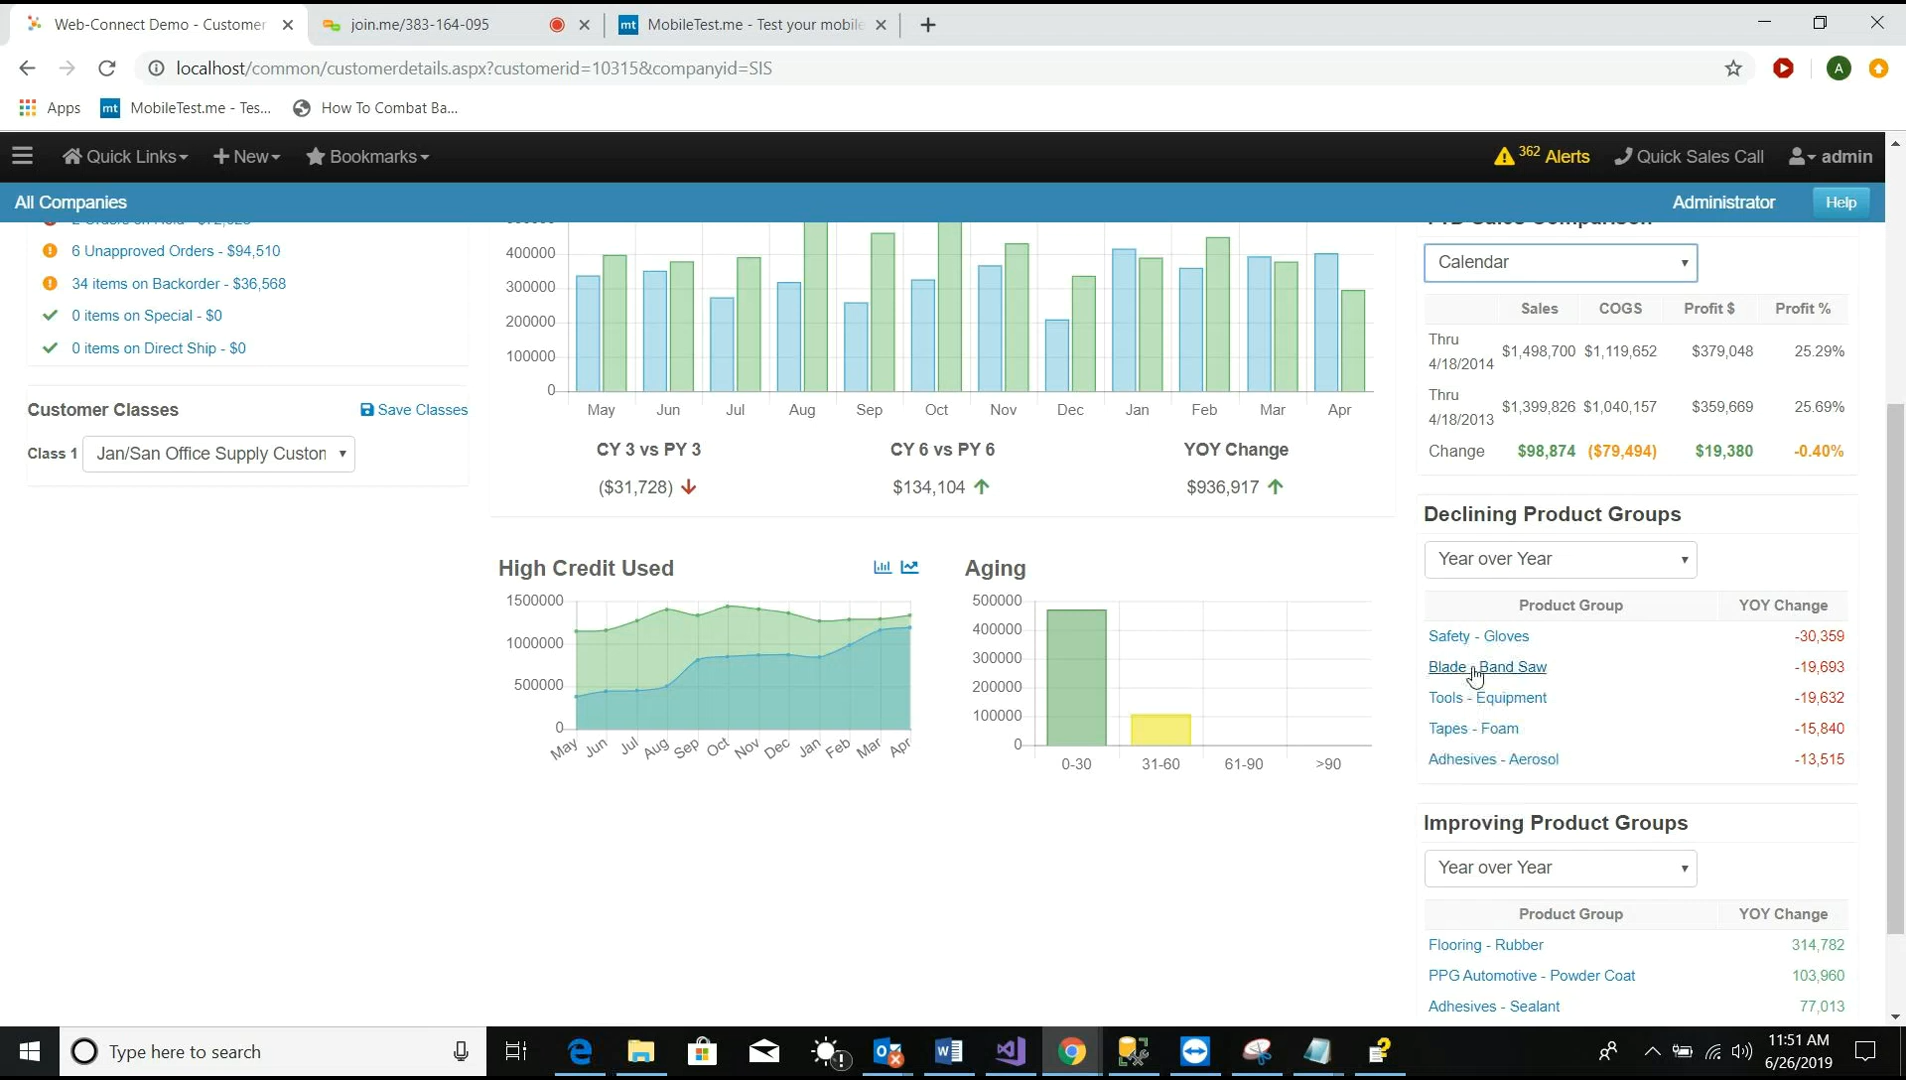 Web-Connect Demo - Customer
join.me/383-164-095
mt MobileTest.me - Test your mobile
localhost/common/customerdetails.aspx?customerid=10315&companyid=SIS
A
Apps
mt MobileTest.me - Tes...
How To Combat Ba...
Quick Links
New
Bookmarks
362 Alerts
Quick Sales Call
admin
All Companies
Administrator
Help
6 Unapproved Orders - $94,510
34 items on Backorder - $36,568
0 items on Special - $0
0 items on Direct Ship - $0
Customer Classes
Save Classes
Class 1 Jan/San Office Supply Custon
400000
300000
200000
100000
0
May Jun Jul Aug Sep Oct Nov Dec Jan Feb Mar Apr
CY 3 vs PY 3 CY 6 vs PY 6 YOY Change
($31,728) $134,104 $936,917
High Credit Used
1500000
1000000
500000
0
May Jun Jul Aug Sep Oct Nov Dec Jan Feb Mar Apr
Aging
500000
400000
300000
200000
100000
0
0-30 31-60 61-90 >90
YTD Sales Comparison
Calendar
Sales COGS Profit $ Profit %
Thru
4/18/2014 $1,498,700 $1,119,652 $379,048 25.29%
Thru
4/18/2013 $1,399,826 $1,040,157 $359,669 25.69%
Change $98,874 ($79,494) $19,380 -0.40%
Declining Product Groups
Year over Year
Product Group YOY Change
Safety - Gloves -30,359
Blade - Band Saw -19,693
Tools - Equipment -19,632
Tapes - Foam -15,840
Adhesives - Aerosol -13,515
Improving Product Groups
Year over Year
Product Group YOY Change
Flooring - Rubber 314,782
PPG Automotive - Powder Coat 103,960
Adhesives - Sealant 77,013
Type here to search
11:51 AM
6/26/2019